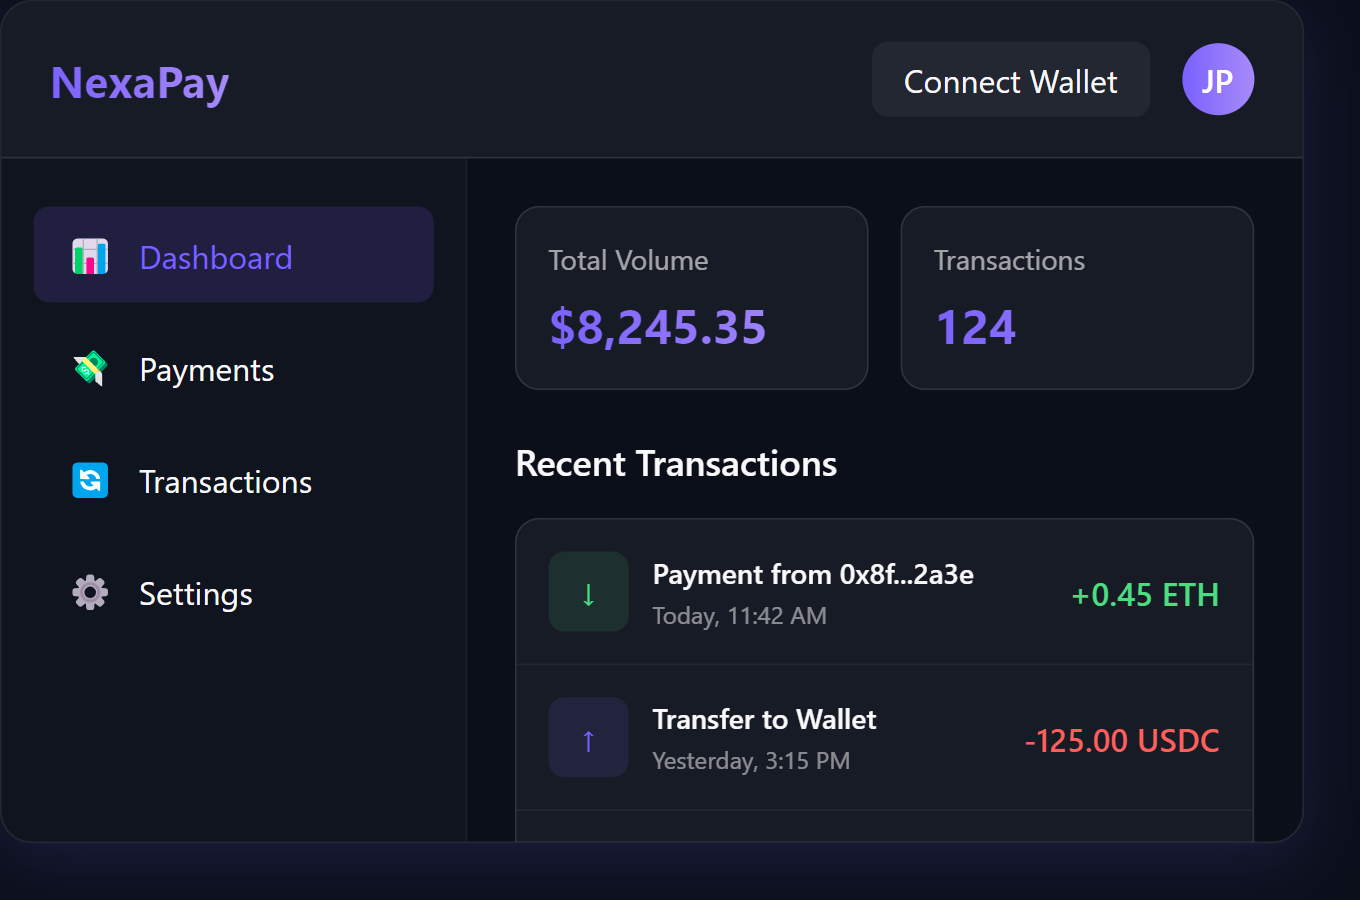 NexaPay
Connect Wallet
JP
Dashboard
Payments
Transactions
Settings
Total Volume
$8,245.35
Transactions
124
Recent Transactions
↓
Payment from 0x8f...2a3e
Today, 11:42 AM
+0.45 ETH
↑
Transfer to Wallet
Yesterday, 3:15 PM
-125.00 USDC